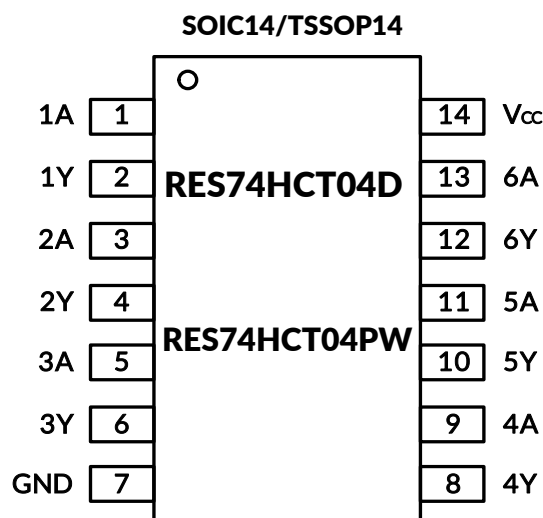 SOIC14/TSSOP14
1A 1 14 Vcc
1Y 2 RES74HCT04D 13 6A
2A 3 12 6Y
2Y 4 11 5A
RES74HCT04PW
3A 5 10 5Y
3Y 6 9 4A
GND 7 8 4Y